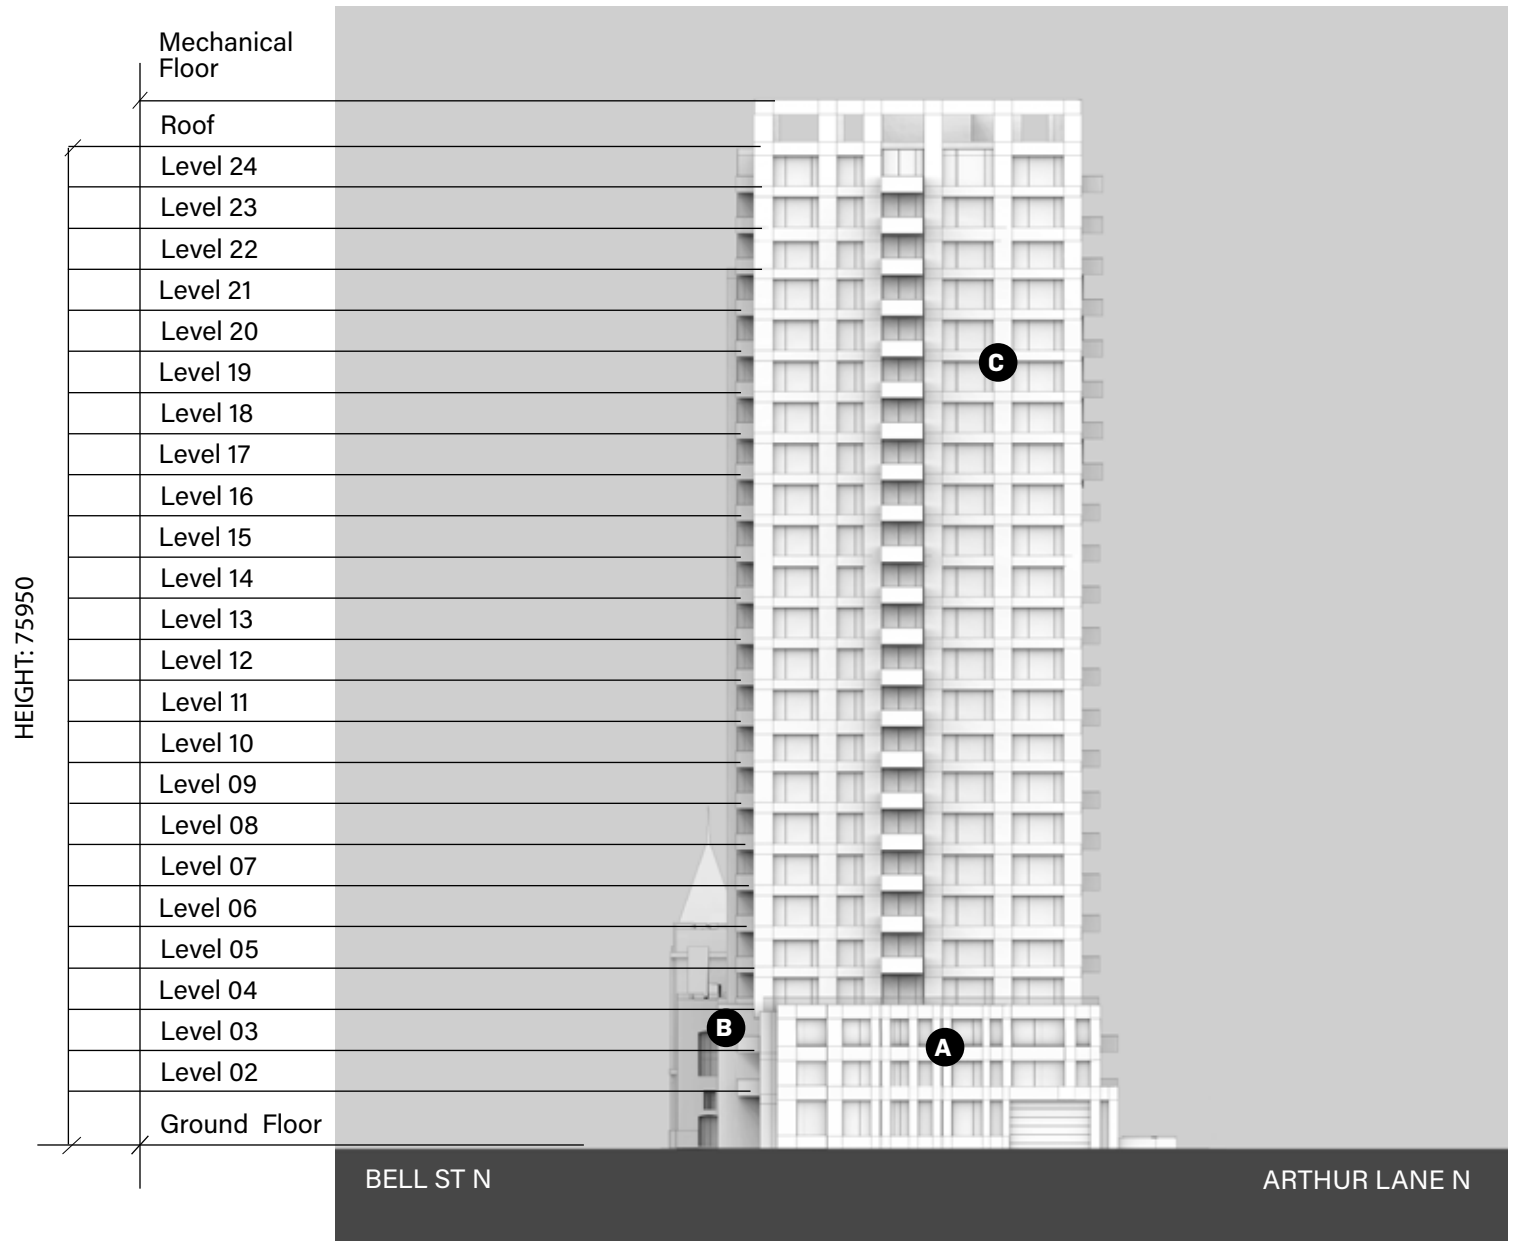 Mechanical
Floor
Roof
Level 24
Level 23
Level 22
Level 21
Level 20
Level 19
Level 18
Level 17
Level 16
Level 15
Level 14
Level 13
Level 12
Level 11
Level 10
Level 09
Level 08
Level 07
Level 06
Level 05
Level 04
Level 03
Level 02
Ground Floor
HEIGHT: 75950
C
B
A
BELL ST N
ARTHUR LANE N